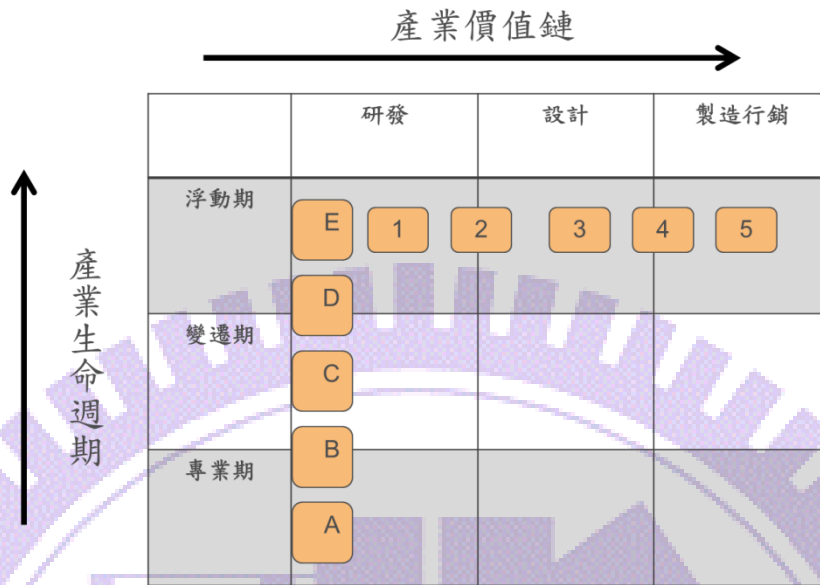 產業價值鏈
研發 設計 製造行銷
產業生命週期
浮動期
E 1 2 3 4 5
D
變遷期
C
B
專業期
A